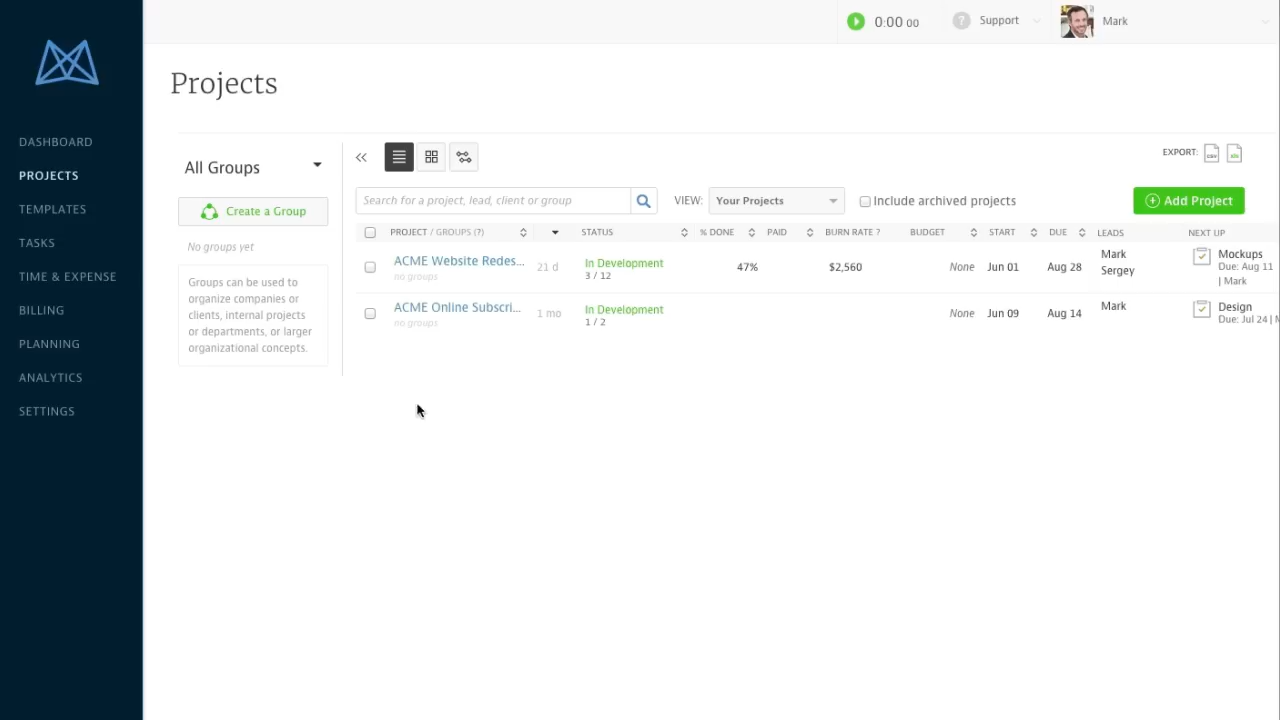 0:00 00
Support
Mark
Projects
DASHBOARD
PROJECTS
TEMPLATES
TASKS
TIME & EXPENSE
BILLING
PLANNING
ANALYTICS
SETTINGS
All Groups
Create a Group
No groups yet
Groups can be used to
organize companies or
clients, internal projects
or departments, or larger
organizational concepts.
EXPORT: CSV
Search for a project, lead, client or group
VIEW: Your Projects
Include archived projects
Add Project
PROJECT / GROUPS (?) STATUS % DONE PAID BURN RATE ? BUDGET START DUE LEADS NEXT UP
ACME Website Redes... 21 d In Development 47% $2,560 None Jun 01 Aug 28 Mark Mockups
no groups 3 / 12 Sergey Due: Aug 11
| Mark
ACME Online Subscri... 1 mo In Development None Jun 09 Aug 14 Mark Design
no groups 1 / 2 Due: Jul 24 |